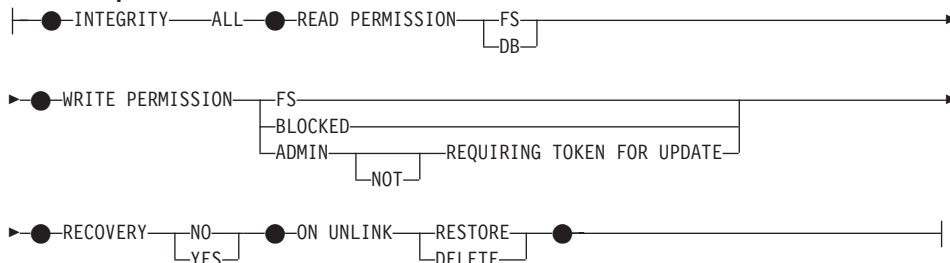 INTEGRITY ALL READ PERMISSION FS
DB
WRITE PERMISSION FS
BLOCKED
ADMIN REQUIRING TOKEN FOR UPDATE
NOT
RECOVERY NO ON UNLINK RESTORE
YES DELETE